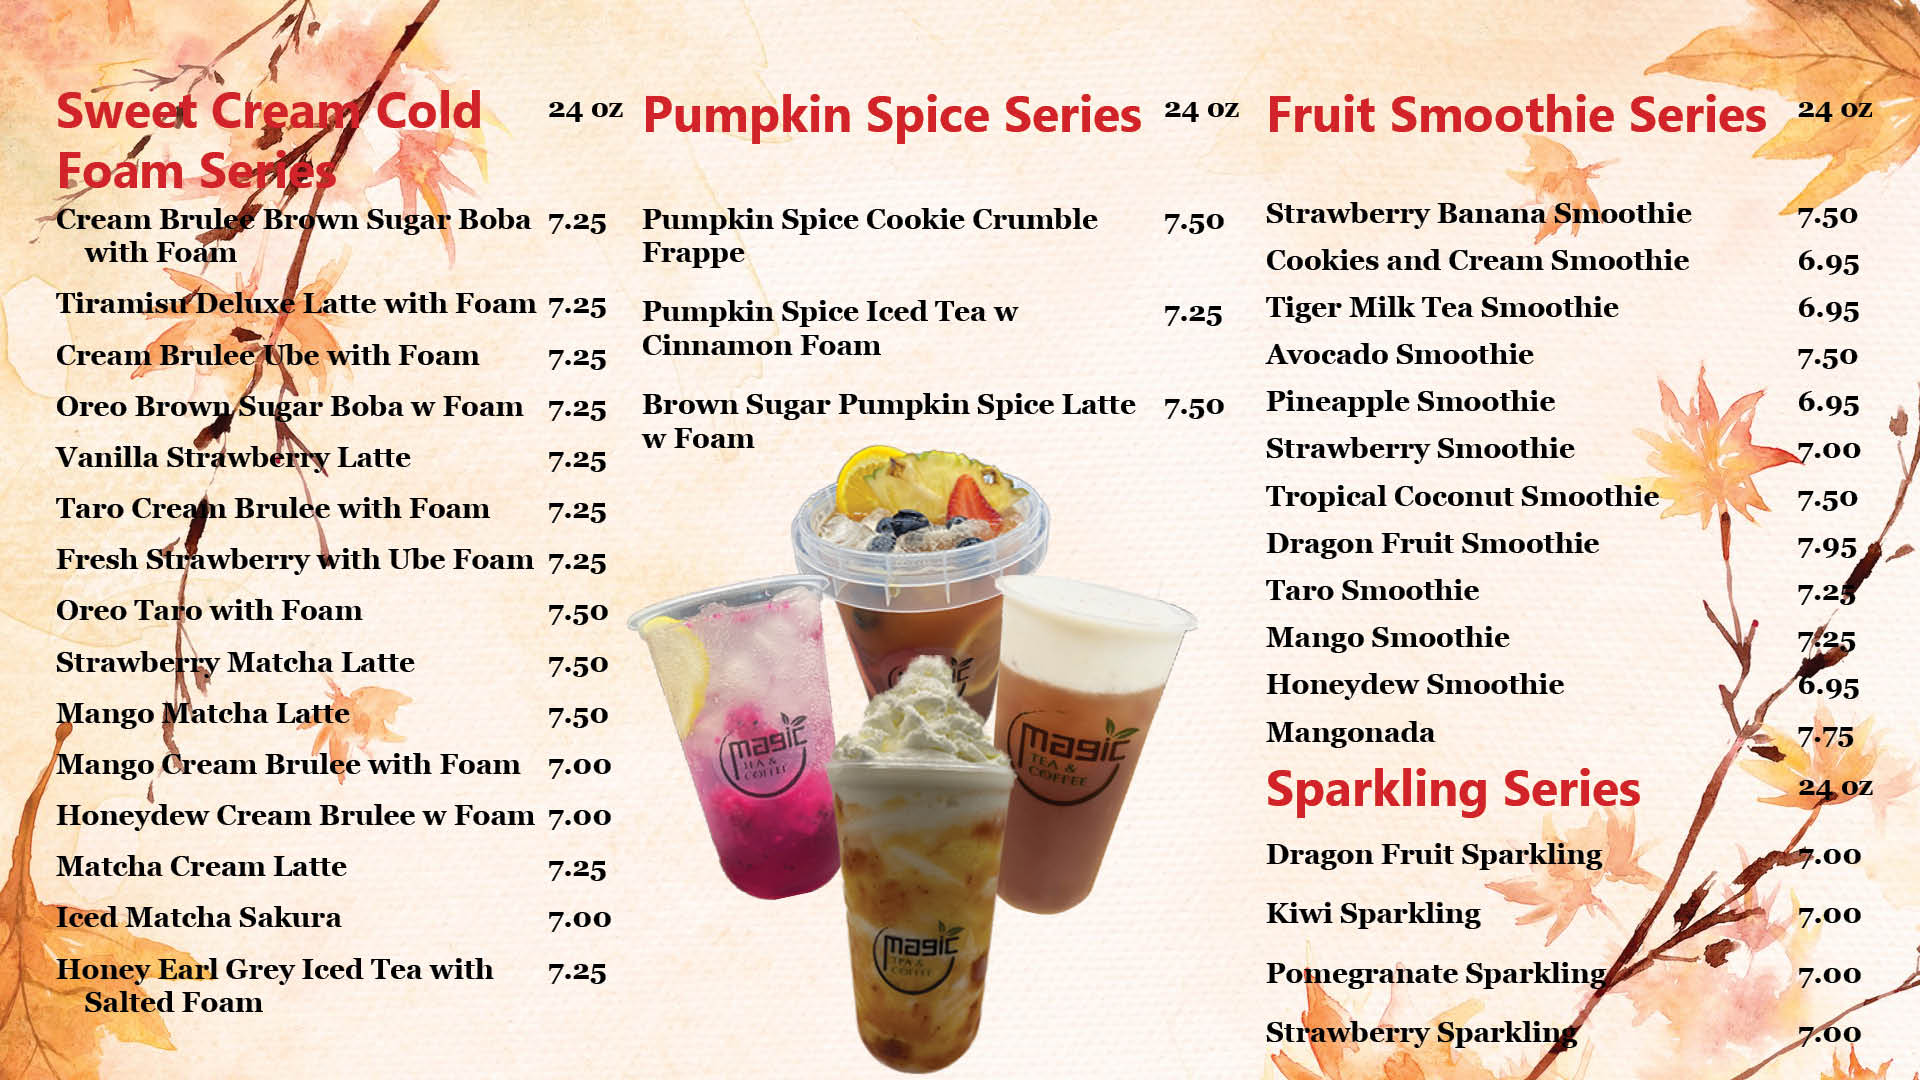 Sweet Cream Cold 24 oz
Foam Series
Cream Brulee Brown Sugar Boba 7.25
with Foam
Tiramisu Deluxe Latte with Foam 7.25
Cream Brulee Ube with Foam 7.25
Oreo Brown Sugar Boba w Foam 7.25
Vanilla Strawberry Latte 7.25
Taro Cream Brulee with Foam 7.25
Fresh Strawberry with Ube Foam 7.25
Oreo Taro with Foam 7.50
Strawberry Matcha Latte 7.50
Mango Matcha Latte 7.50
Mango Cream Brulee with Foam 7.00
Honeydew Cream Brulee w Foam 7.00
Matcha Cream Latte 7.25
Iced Matcha Sakura 7.00
Honey Earl Grey Iced Tea with 7.25
Salted Foam
Pumpkin Spice Series 24 oz
Pumpkin Spice Cookie Crumble 7.50
Frappe
Pumpkin Spice Iced Tea w 7.25
Cinnamon Foam
Brown Sugar Pumpkin Spice Latte 7.50
w Foam
magic
TEA &
COFFEE
magic
TEA &
COFFEE
magic
TEA &
COFFEE
Fruit Smoothie Series 24 oz
Strawberry Banana Smoothie 7.50
Cookies and Cream Smoothie 6.95
Tiger Milk Tea Smoothie 6.95
Avocado Smoothie 7.50
Pineapple Smoothie 6.95
Strawberry Smoothie 7.00
Tropical Coconut Smoothie 7.50
Dragon Fruit Smoothie 7.95
Taro Smoothie 7.25
Mango Smoothie 7.25
Honeydew Smoothie 6.95
Mangonada 7.75
Sparkling Series 24 oz
Dragon Fruit Sparkling 7.00
Kiwi Sparkling 7.00
Pomegranate Sparkling 7.00
Strawberry Sparkling 7.00